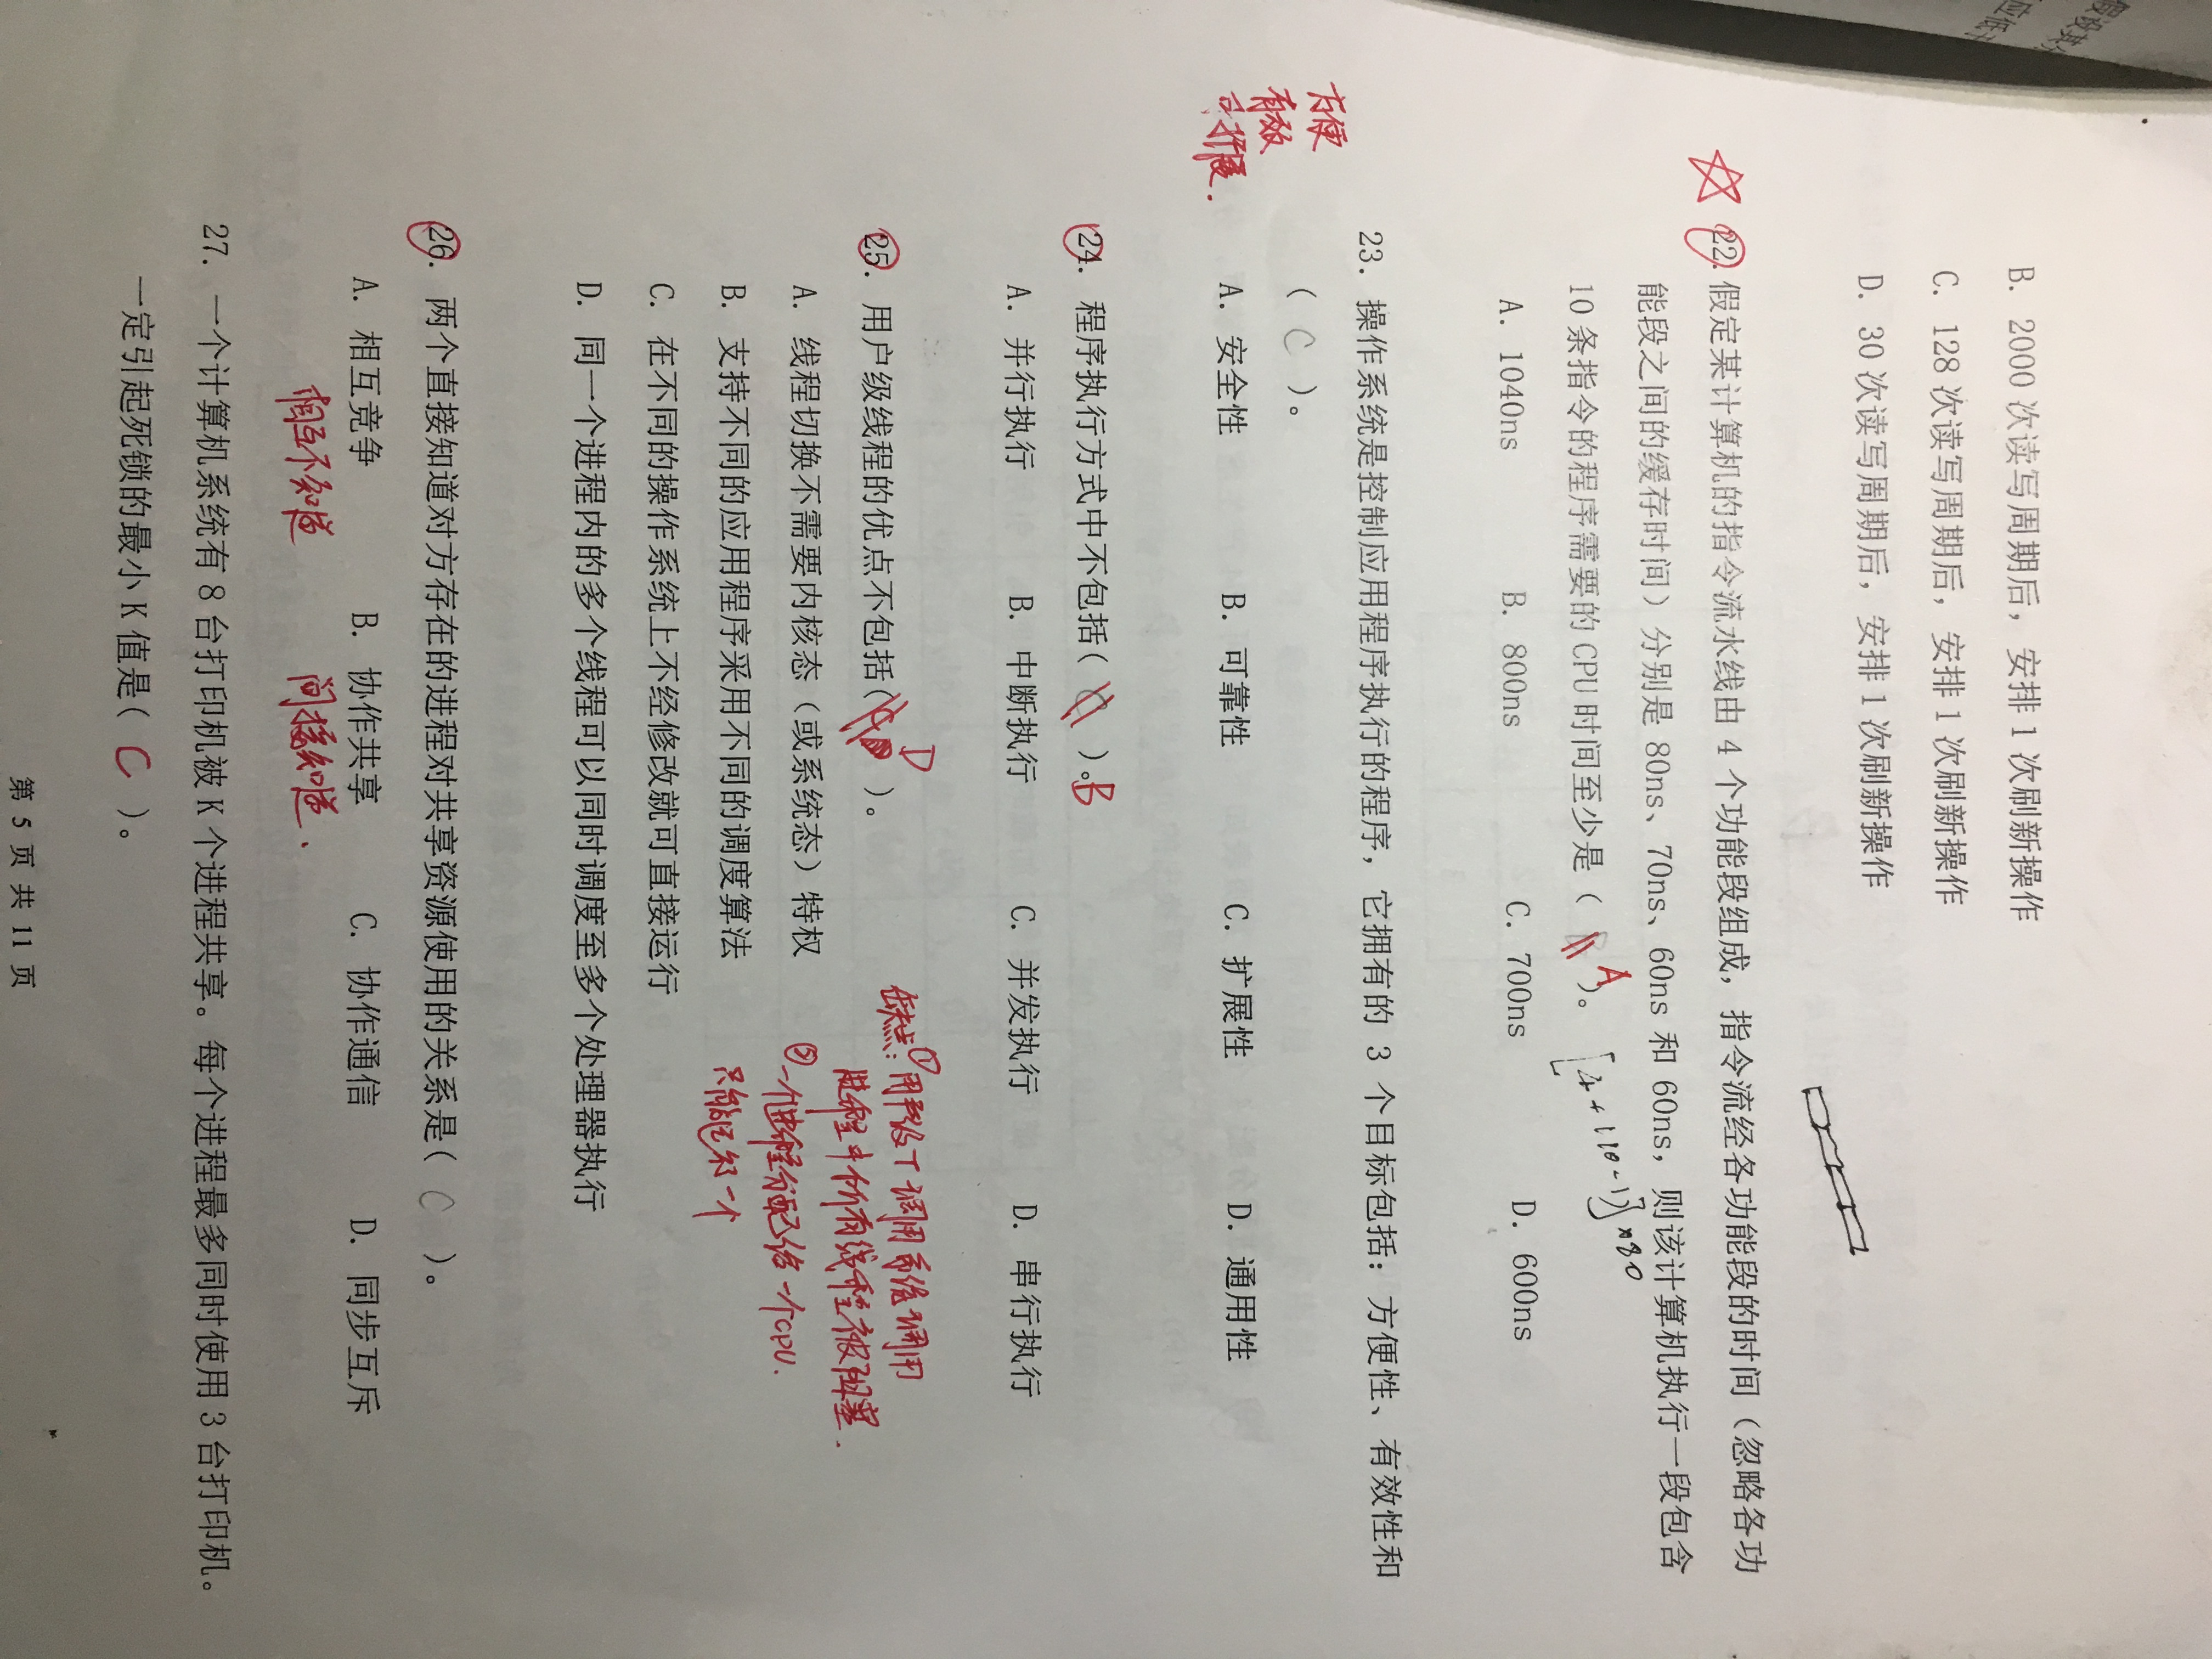 B. 2000 次读写周期后，安排 1 次刷新操作
C. 128 次读写周期后，安排 1 次刷新操作
D. 30 次读写周期后，安排 1 次刷新操作
22. 假定某计算机的指令流水线由 4 个功能段组成，指令流经各功能段的时间（忽略各功
能段之间的缓存时间）分别是 80ns、70ns、60ns 和 60ns，则该计算机执行一段包含
10 条指令的程序需要的 CPU 时间至少是（ B A ）。 [4+(10-1)]×80
A. 1040ns B. 800ns C. 700ns D. 600ns
23. 操作系统是控制应用程序执行的程序，它拥有的 3 个目标包括：方便性、有效性和
方便
有效
（ C ）。
A. 安全性 B. 可靠性 C. 扩展性 D. 通用性
24. 程序执行方式中不包括（ C ）。B
A. 并行执行 B. 中断执行 C. 并发执行 D. 串行执行
25. 用户级线程的优点不包括（ C D ）。
缺点：① 用户级T调用系统调用
进程中所有线程被阻塞.
A. 线程切换不需要内核态（或系统态）特权
② 一个进程分配给一个CPU.
B. 支持不同的应用程序采用不同的调度算法
只能 一个
C. 在不同的操作系统上不经修改就可直接运行
D. 同一个进程内的多个线程可以同时调度至多个处理器执行
26. 两个直接知道对方存在的进程对共享资源使用的关系是（ C ）。
A. 相互竞争 B. 协作共享 C. 协作通信 D. 同步互斥
相互不知道 间接知道、
27. 一个计算机系统有 8 台打印机被 K 个进程共享。每个进程最多同时使用 3 台打印机。
一定引起死锁的最小 K 值是（ C ）。
第 5 页 共 11 页